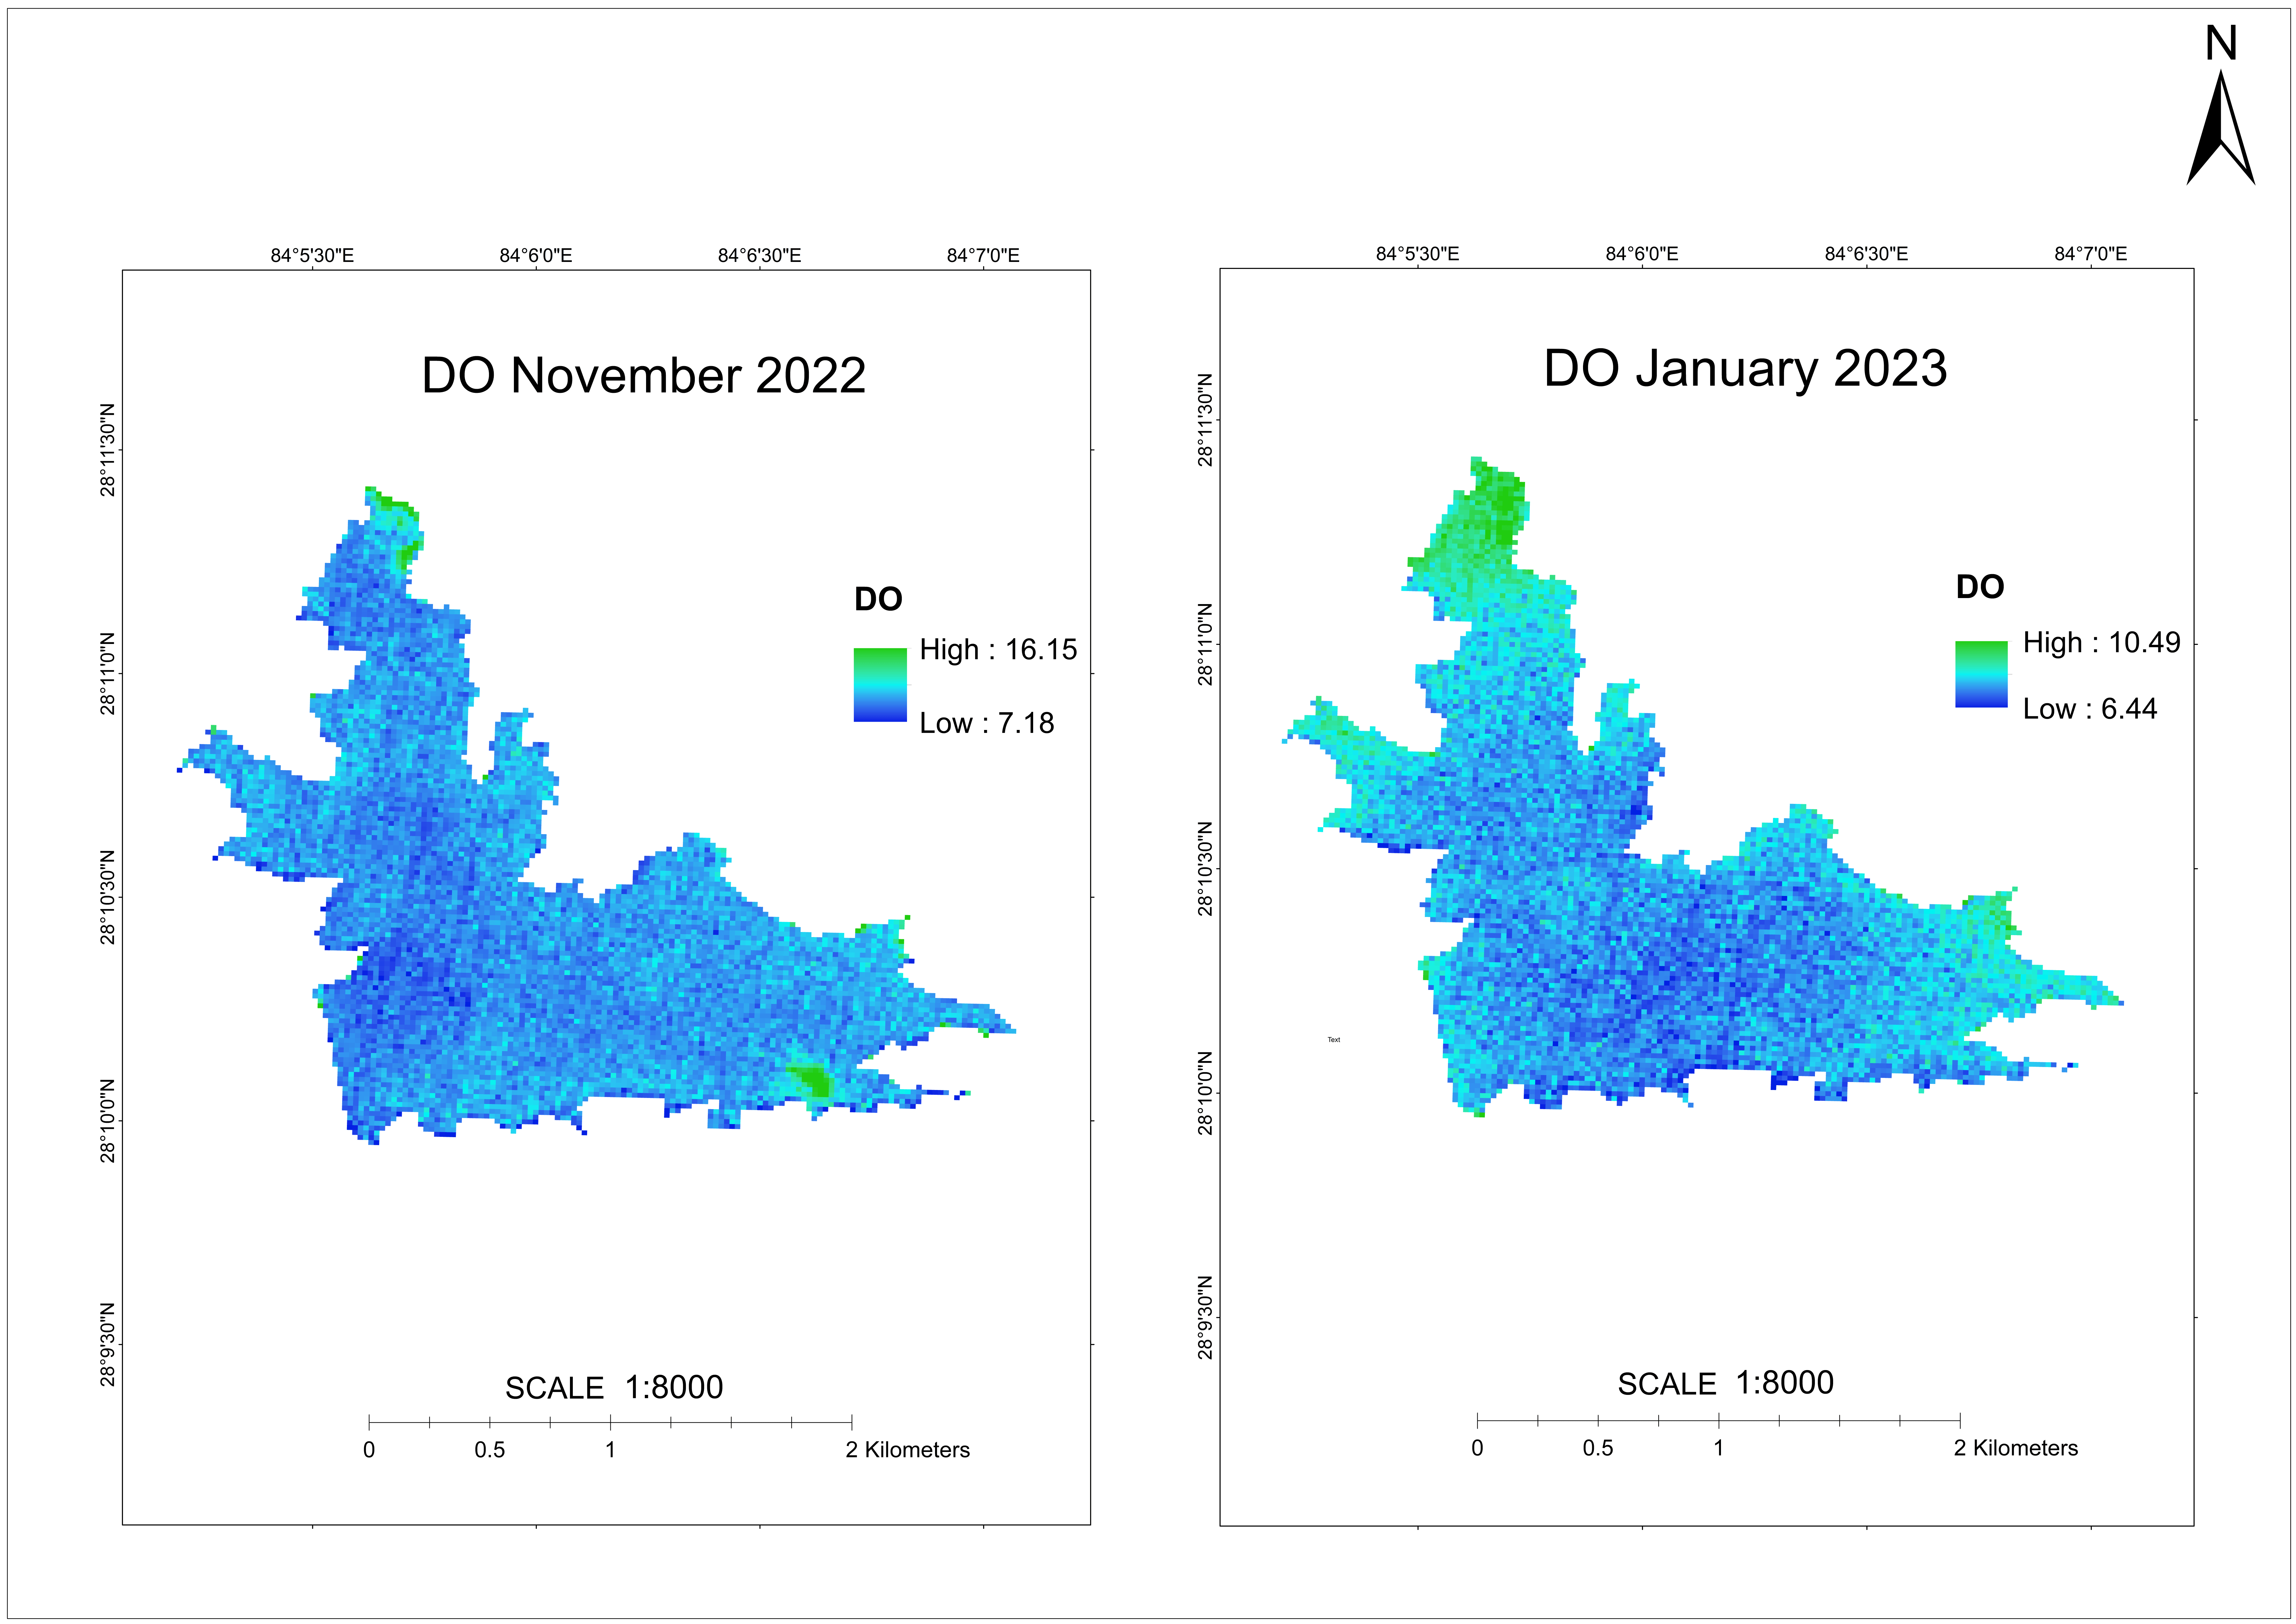 N
84°5'30"E 84°6'0"E 84°6'30"E 84°7'0"E
DO November 2022
28°11'30"N
28°11'0"N
28°10'30"N
28°10'0"N
28°9'30"N
DO
High : 16.15
Low : 7.18
SCALE 1:8000
0 0.5 1 2 Kilometers
84°5'30"E 84°6'0"E 84°6'30"E 84°7'0"E
DO January 2023
28°11'30"N
28°11'0"N
28°10'30"N
28°10'0"N
28°9'30"N
DO
High : 10.49
Low : 6.44
Text
SCALE 1:8000
0 0.5 1 2 Kilometers